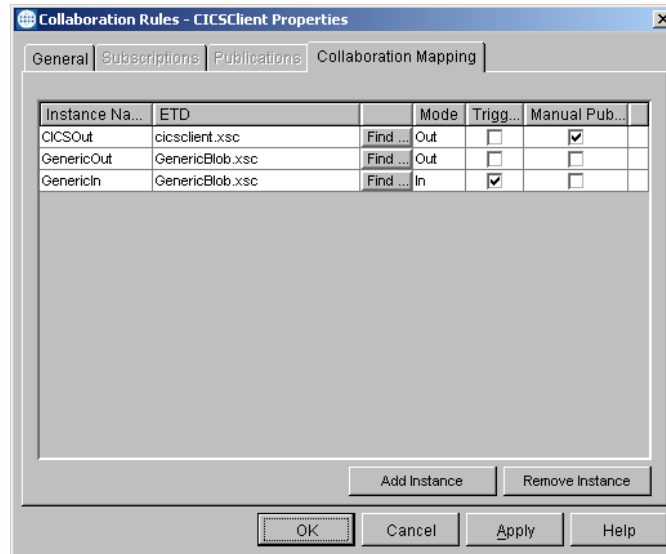 Collaboration Rules - CICSClient Properties
General Subscriptions Publications Collaboration Mapping
Instance Na... ETD Mode Trigg... Manual Pub...
CICSOut cicsclient.xsc Find ... Out
GenericOut GenericBlob.xsc Find ... Out
GenericIn GenericBlob.xsc Find ... In
Add Instance Remove Instance
OK Cancel Apply Help